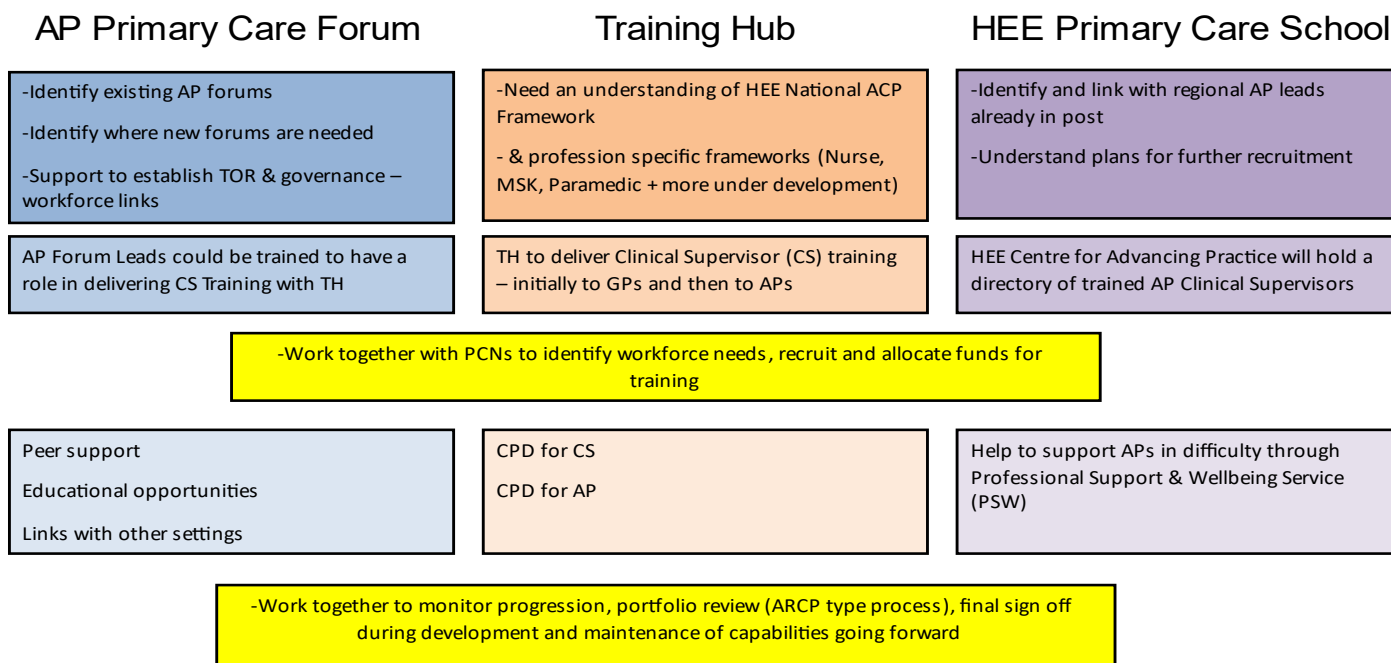 AP Primary Care Forum
Training Hub
HEE Primary Care School
-Identify existing AP forums
-Identify where new forums are needed
-Support to establish TOR & governance –
workforce links
-Need an understanding of HEE National ACP
Framework
- & profession specific frameworks (Nurse,
MSK, Paramedic + more under development)
-Identify and link with regional AP leads
already in post
-Understand plans for further recruitment
AP Forum Leads could be trained to have a
role in delivering CS Training with TH
TH to deliver Clinical Supervisor (CS) training
– initially to GPs and then to APs
HEE Centre for Advancing Practice will hold a
directory of trained AP Clinical Supervisors
-Work together with PCNs to identify workforce needs, recruit and allocate funds for
training
Peer support
Educational opportunities
Links with other settings
CPD for CS
CPD for AP
Help to support APs in difficulty through
Professional Support & Wellbeing Service
(PSW)
-Work together to monitor progression, portfolio review (ARCP type process), final sign off
during development and maintenance of capabilities going forward